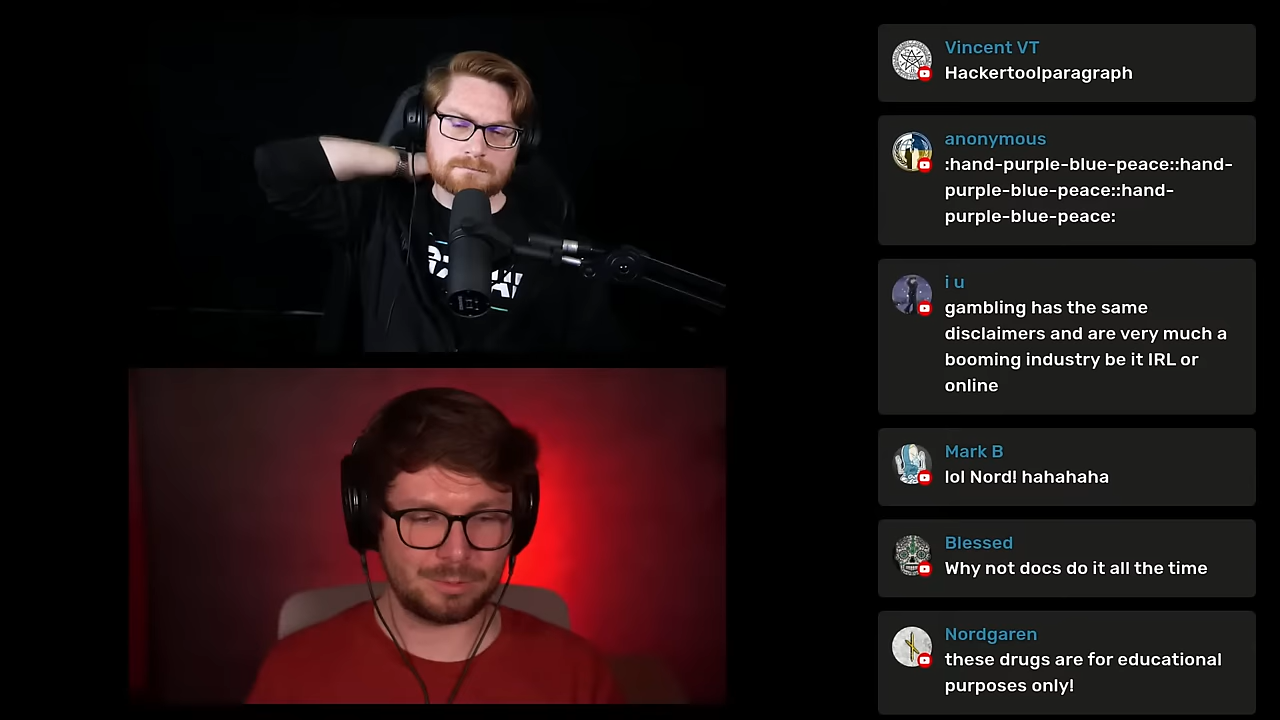 Vincent VT
Hackertoolparagraph
anonymous
:hand-purple-blue-peace::hand-
purple-blue-peace::hand-
purple-blue-peace:
i u
gambling has the same
disclaimers and are very much a
booming industry be it IRL or
online
Mark B
lol Nord! hahahaha
Blessed
Why not docs do it all the time
Nordgaren
these drugs are for educational
purposes only!